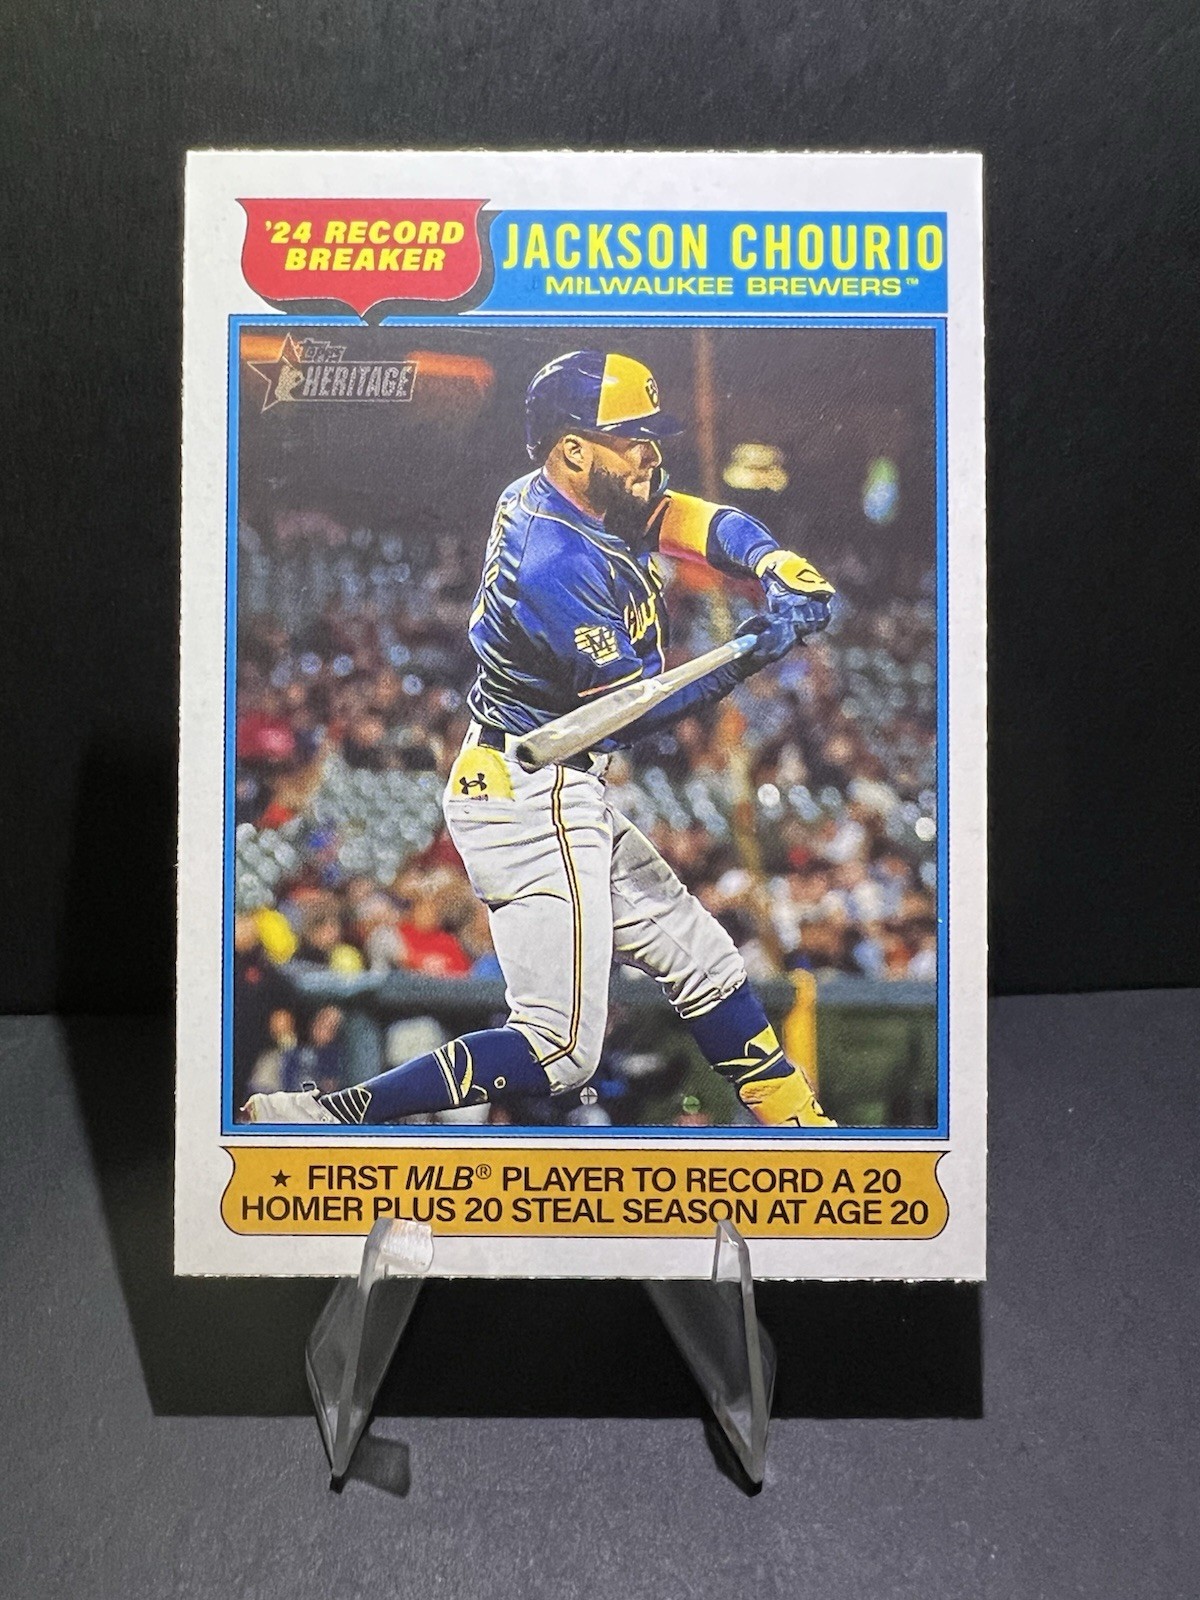 '24 RECORD
BREAKER
JACKSON CHOURIO
MILWAUKEE BREWERS™
Topps
HERITAGE
M
★ FIRST MLB® PLAYER TO RECORD A 20
HOMER PLUS 20 STEAL SEASON AT AGE 20